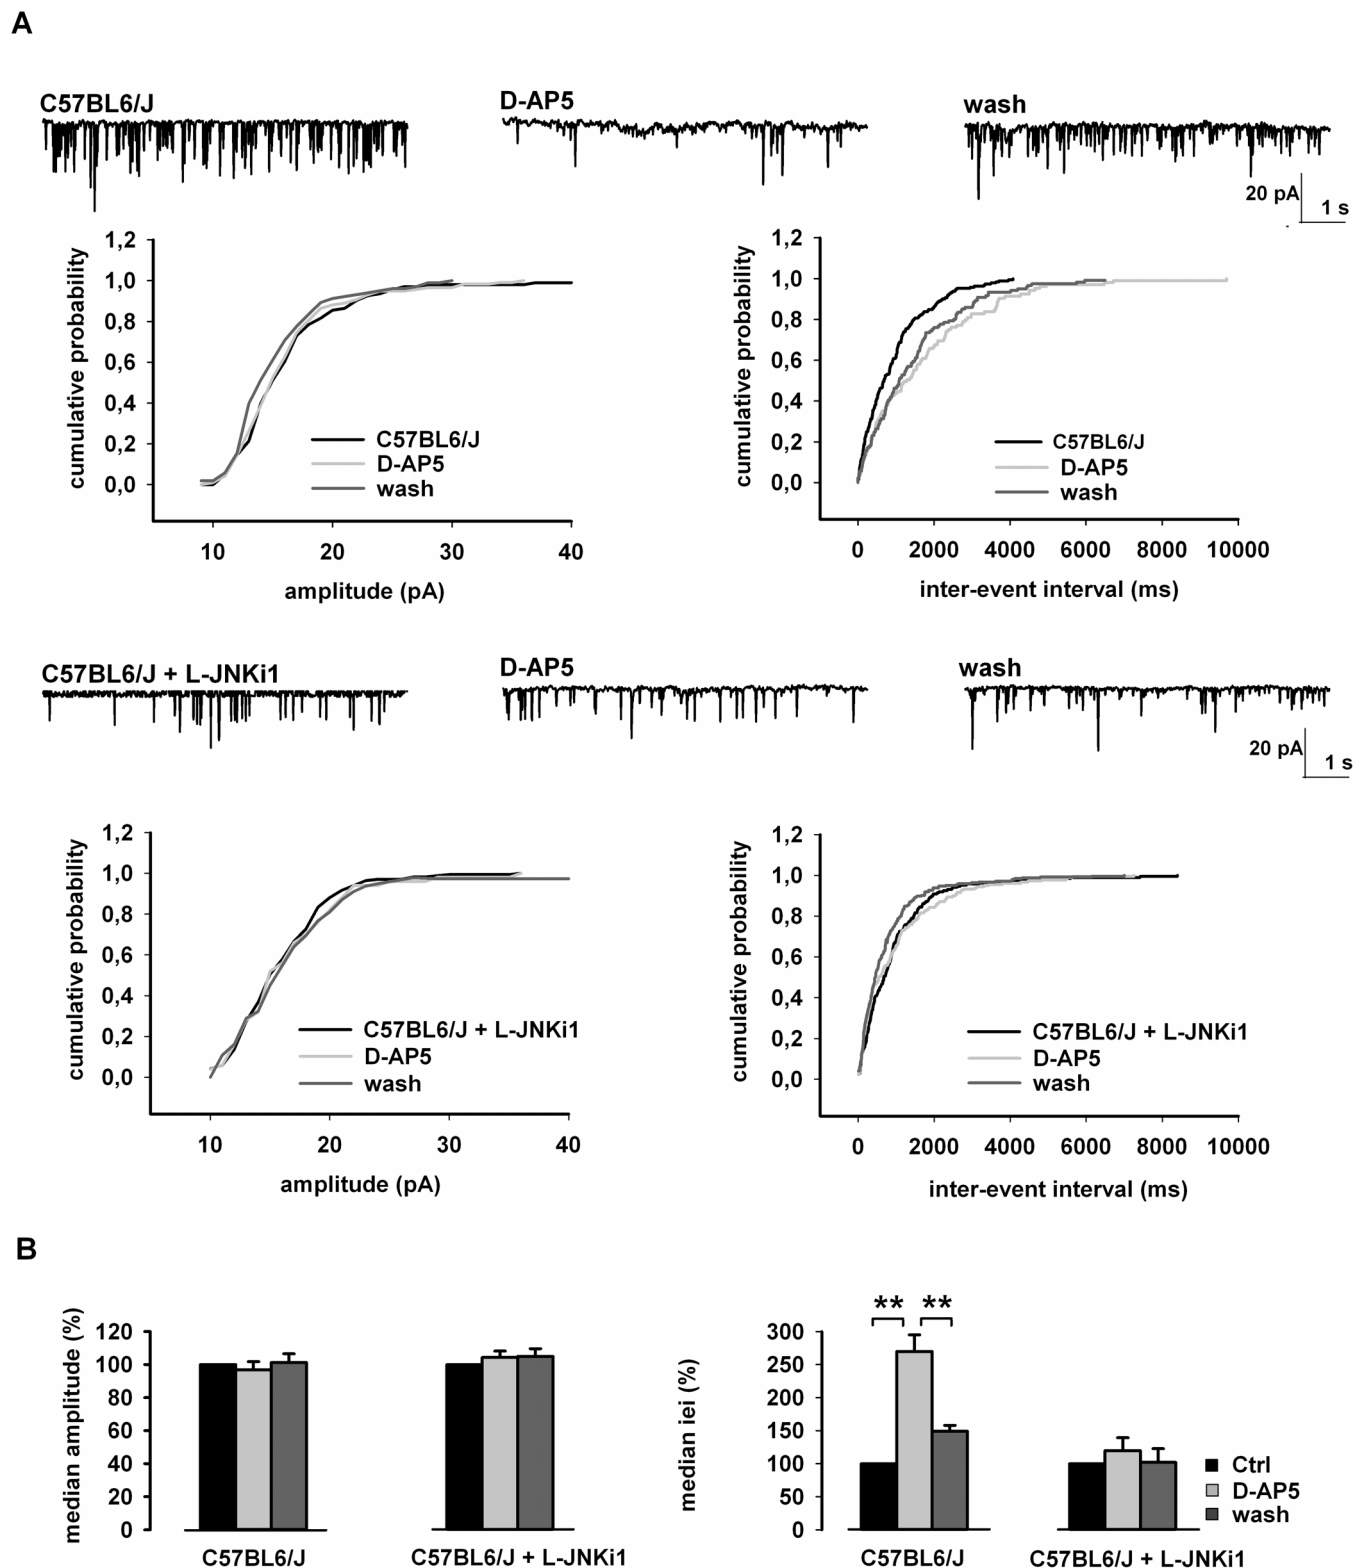 A
C57BL6/J
D-AP5
wash
20 pA
1 s
cumulative probability
1,2
1,0
0,8
0,6
0,4
0,2
0,0
C57BL6/J
D-AP5
wash
10
20
30
40
amplitude (pA)
cumulative probability
1,2
1,0
0,8
0,6
0,4
0,2
0,0
C57BL6/J
D-AP5
wash
0
2000
4000
6000
8000
10000
inter-event interval (ms)
C57BL6/J + L-JNKi1
D-AP5
wash
20 pA
1 s
cumulative probability
1,2
1,0
0,8
0,6
0,4
0,2
0,0
C57BL6/J + L-JNKi1
D-AP5
wash
10
20
30
40
amplitude (pA)
cumulative probability
1,2
1,0
0,8
0,6
0,4
0,2
0,0
C57BL6/J + L-JNKi1
D-AP5
wash
0
2000
4000
6000
8000
10000
inter-event interval (ms)
B
median amplitude (%)
120
100
80
60
40
20
0
C57BL6/J
C57BL6/J + L-JNKi1
median iei (%)
300
250
200
150
100
50
0
** **
Ctrl
D-AP5
wash
C57BL6/J
C57BL6/J + L-JNKi1